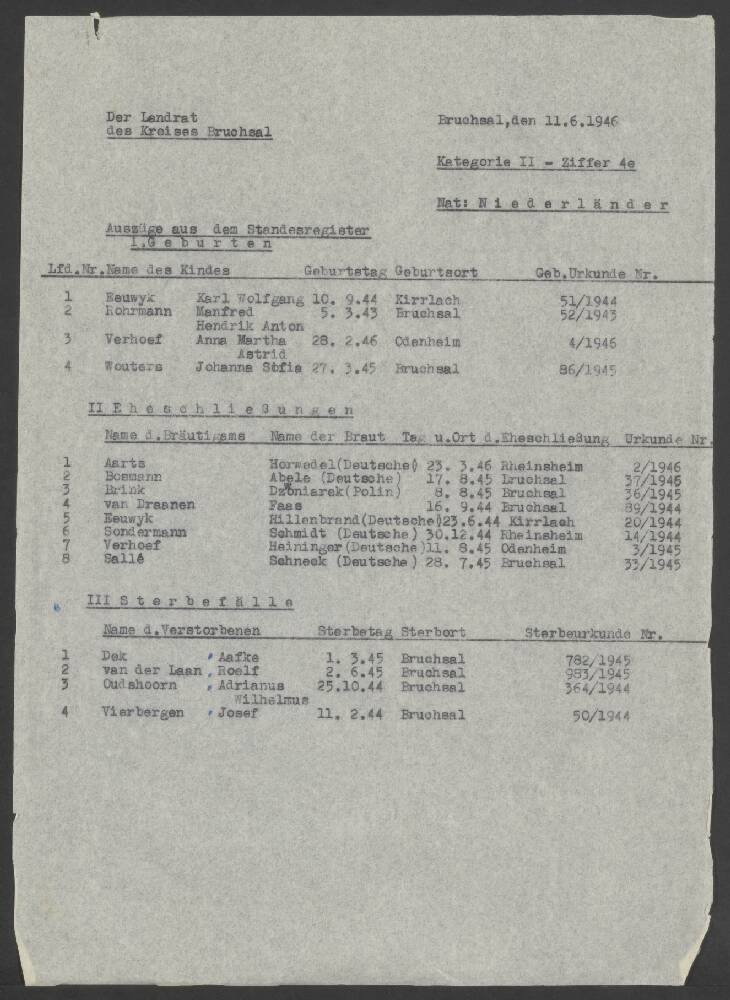 Der Landrat
des Kreises Bruchsal
Bruchsal,den 11.6.1946
Kategorie II - Ziffer 4e
Nat: N i e d e r l ä n d e r
Auszüge aus dem Standesregister
I.G e b u r t e n
Lfd.Nr.Name des Kindes Geburtstag Geburtsort Geb.Urkunde Nr.
1 Eeuwyk Karl Wolfgang 10. 9.44 Kirrlach 51/1944
2 Rohrmann Manfred 5. 3.43 Bruchsal 52/1943
Hendrik Anton
3 Verhoef Anna Martha 28. 2.46 Odenheim 4/1946
Astrid
4 Wouters Johanna Sofia 27. 3.45 Bruchsal 86/1945
II E h e s c h l i e ß u n g e n
Name d.Bräutigams Name der Braut Tag u.Ort d.Eheschließung Urkunde Nr.
1 Aarts Horwedel(Deutsche) 23. 3.46 Rheinsheim 2/1946
2 Bosmann Abele (Deutsche) 17. 8.45 Bruchsal 37/1945
3 Brink Dzwoniarek(Polin) 8. 8.45 Bruchsal 36/1945
4 van Draanen Faas 16. 9.44 Bruchsal 89/1944
5 Eeuwyk Hillenbrand(Deutsche)23.6.44 Kirrlach 20/1944
6 Sondermann Schmidt (Deutsche) 30.12.44 Rheinsheim 14/1944
7 Verhoef Heininger(Deutsche)11. 8.45 Odenheim 3/1945
8 Sallé Schneck (Deutsche) 28. 7.45 Bruchsal 33/1945
III S t e r b e f ä l l e
Name d.Verstorbenen Sterbetag Sterbort Sterbeurkunde Nr.
1 Dek , Aafke 1. 3.45 Bruchsal 782/1945
2 van der Laan , Roelf 2. 6.45 Bruchsal 983/1945
3 Oudshoorn , Adrianus 25.10.44 Bruchsal 364/1944
Wilhelmus
4 Vierbergen , Josef 11. 2.44 Bruchsal 50/1944